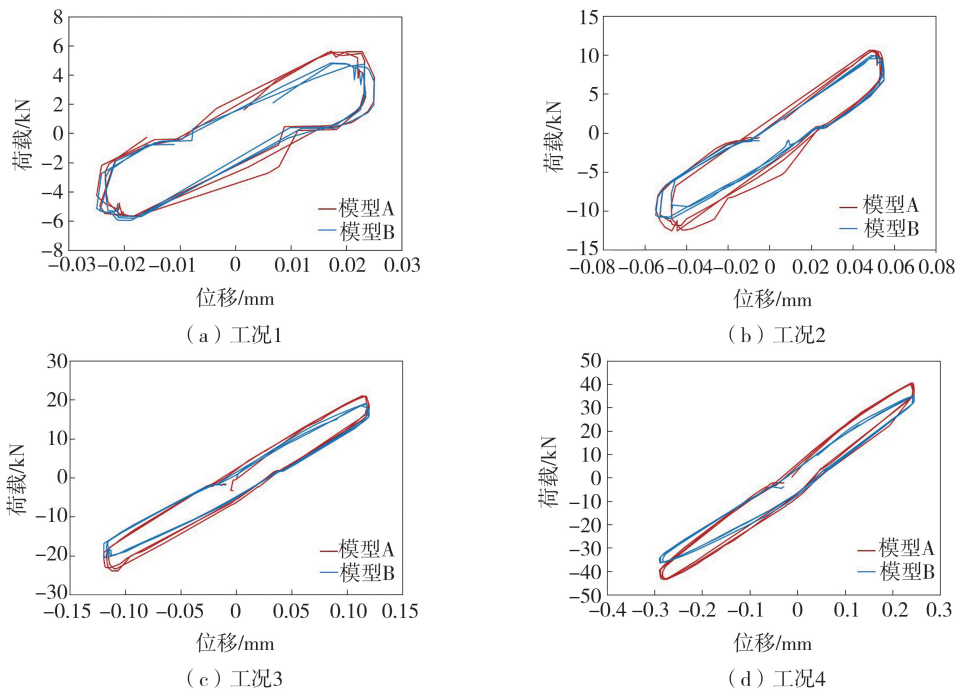 8
6
4
2
0
−2
−4
−6
−8
荷载/kN
−0.03 −0.02 −0.01 0 0.01 0.02 0.03
位移/mm
模型A
模型B
（a）工况1
15
10
5
0
−5
−10
−15
荷载/kN
−0.08 −0.06 −0.04 −0.02 0 0.02 0.04 0.06 0.08
位移/mm
模型A
模型B
（b）工况2
30
20
10
0
−10
−20
−30
荷载/kN
−0.15 −0.10 −0.05 0 0.05 0.10 0.15
位移/mm
模型A
模型B
（c）工况3
50
40
30
20
10
0
−10
−20
−30
−40
−50
荷载/kN
−0.4 −0.3 −0.2 −0.1 0 0.1 0.2 0.3
位移/mm
模型A
模型B
（d）工况4